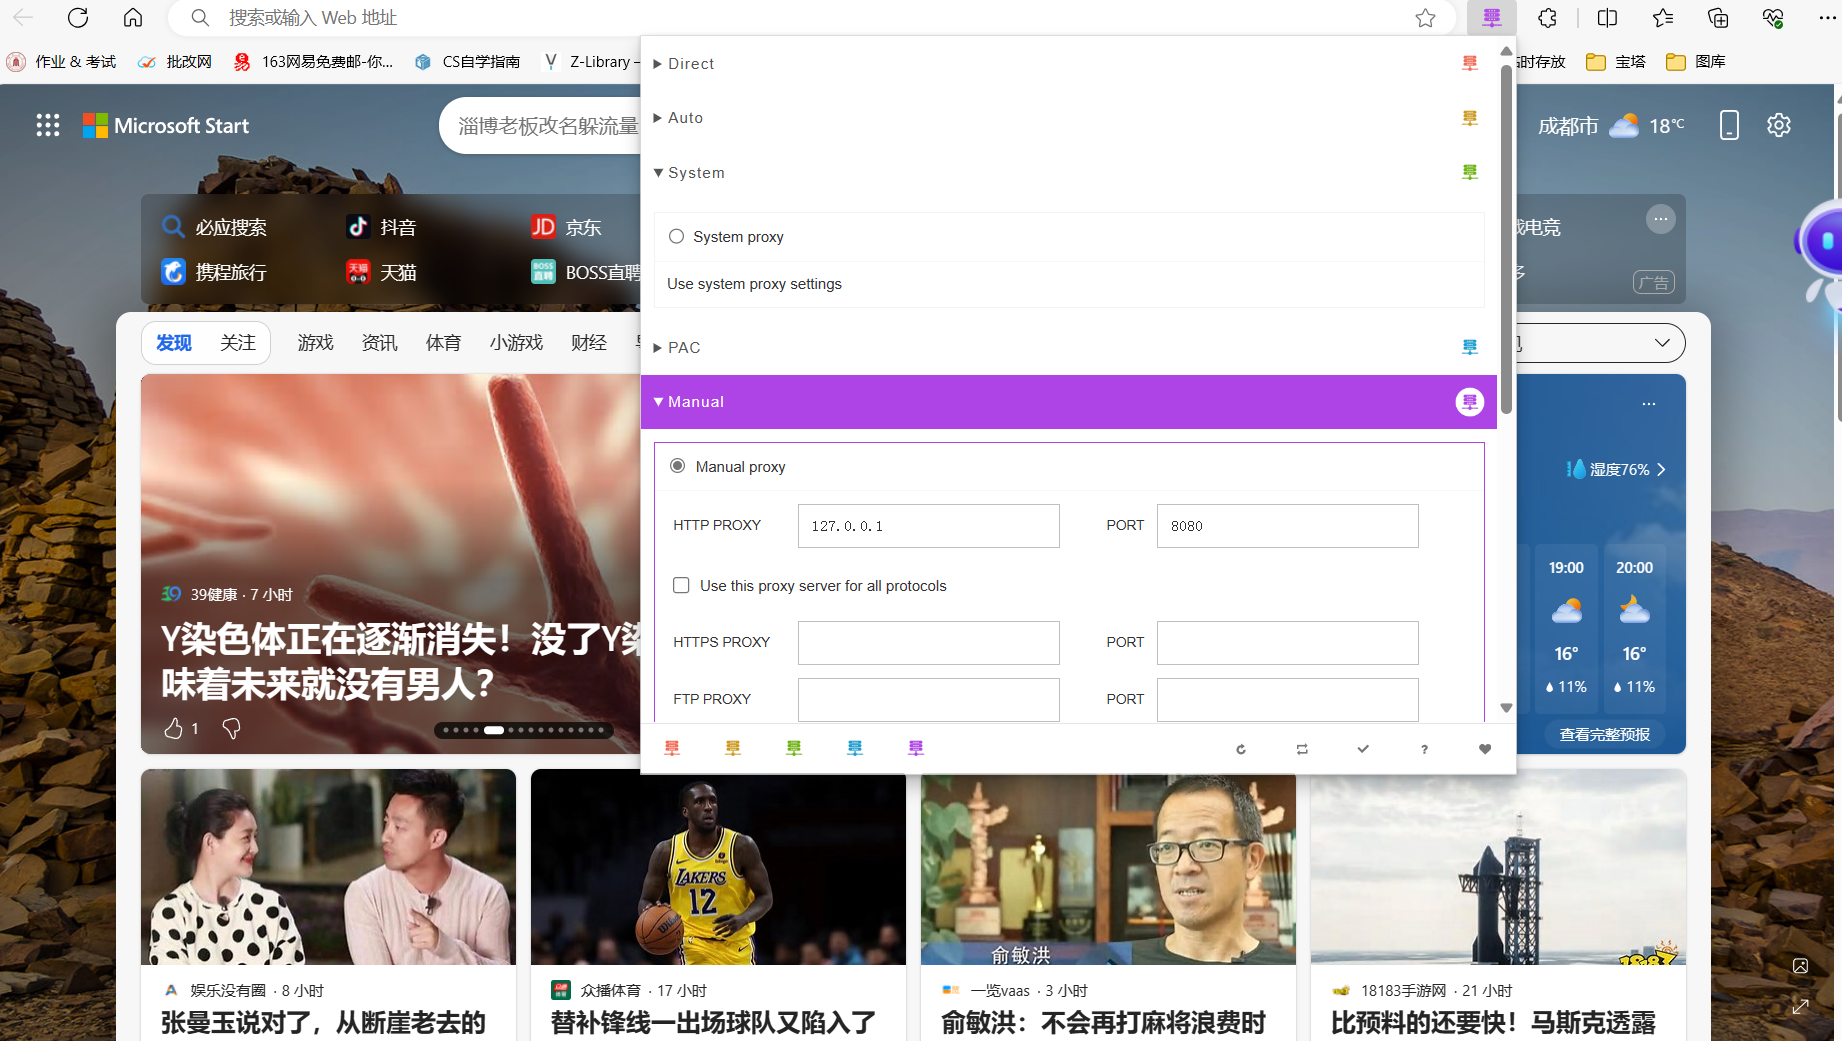 搜索或输入 Web 地址
作业 & 考试
批改网
163网易免费邮-你...
CS自学指南
Z-Library –
时存放
宝塔
图库
Microsoft Start
淄博老板改名躲流量
成都市
18°C
必应搜索
抖音
京东
携程旅行
天猫
BOSS直聘
电竞
多
广告
发现
关注
游戏
资讯
体育
小游戏
财经
Direct
Auto
System
System proxy
Use system proxy settings
PAC
Manual
Manual proxy
HTTP PROXY
127.0.0.1
PORT
8080
Use this proxy server for all protocols
HTTPS PROXY
PORT
FTP PROXY
PORT
湿度76%
19:00
20:00
16°
16°
11%
11%
查看完整预报
39健康 · 7 小时
Y染色体正在逐渐消失！没了Y染
味着未来就没有男人？
1
LAKERS
12
俞敏洪
18183
娱乐没有圈 · 8 小时
张曼玉说对了，从断崖老去的
众播体育 · 17 小时
替补锋线一出场球队又陷入了
一览vaas · 3 小时
俞敏洪：不会再打麻将浪费时
18183手游网 · 21 小时
比预料的还要快！马斯克透露